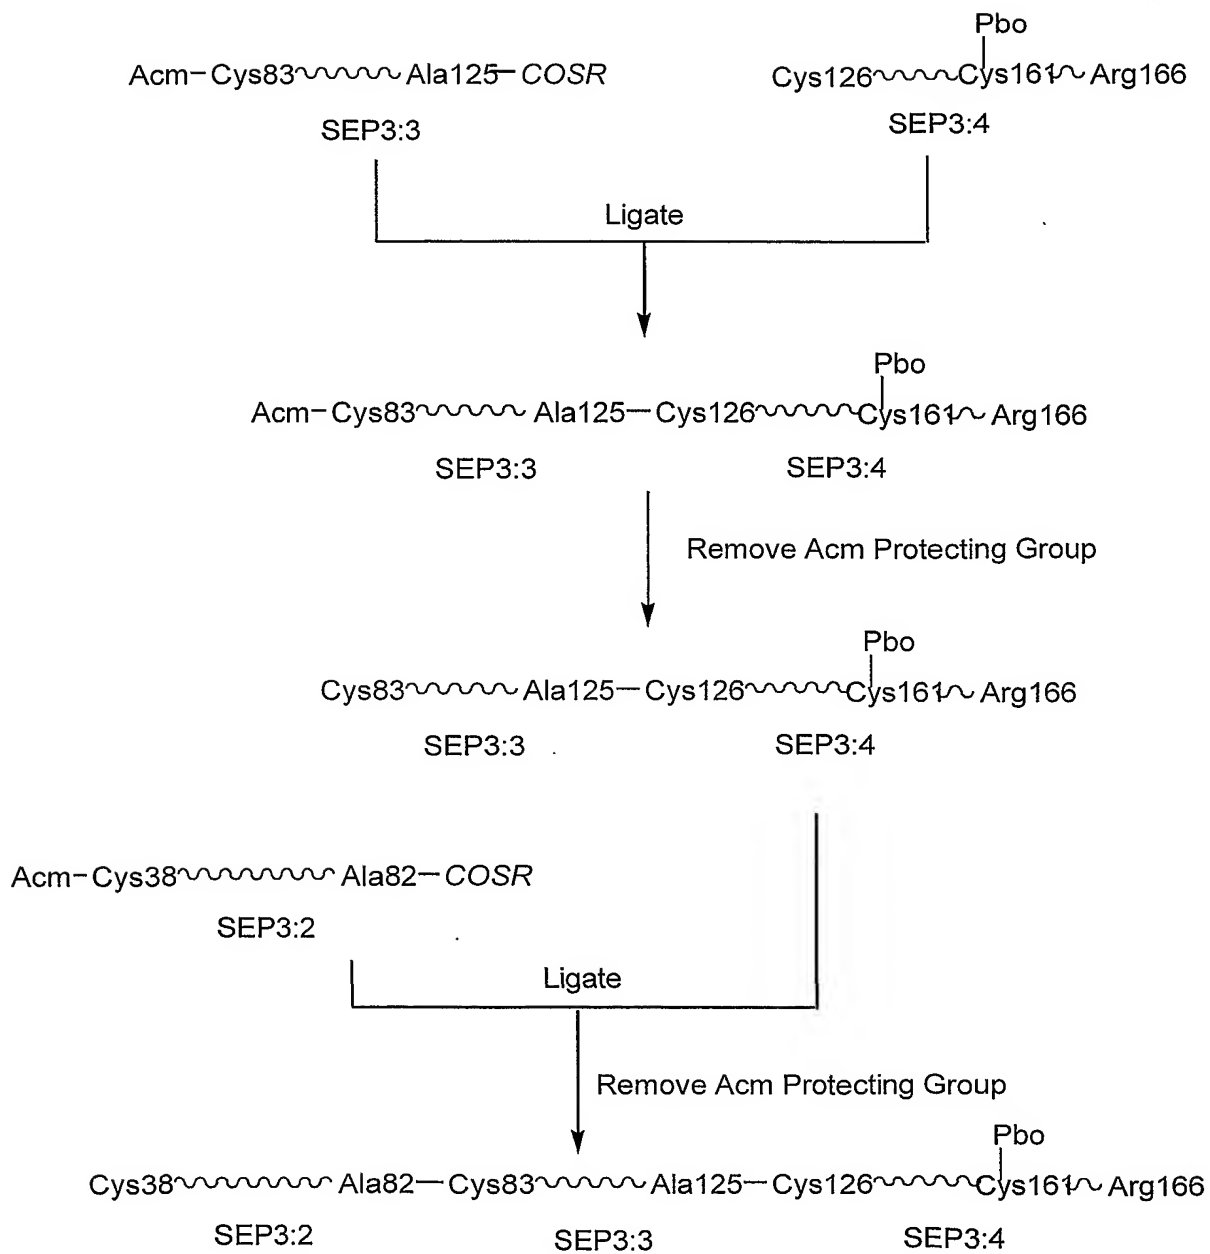 Pbo
Acm-Cys83 Ala125-COSR Cys126 Cys161 Arg166
SEP3:3 SEP3:4
Ligate
Pbo
Acm-Cys83 Ala125-Cys126 Cys161 Arg166
SEP3:3 SEP3:4
Remove Acm Protecting Group
Pbo
Cys83 Ala125-Cys126 Cys161 Arg166
SEP3:3 SEP3:4
Acm-Cys38 Ala82-COSR
SEP3:2
Ligate
Remove Acm Protecting Group
Pbo
Cys38 Ala82-Cys83 Ala125-Cys126 Cys161 Arg166
SEP3:2 SEP3:3 SEP3:4